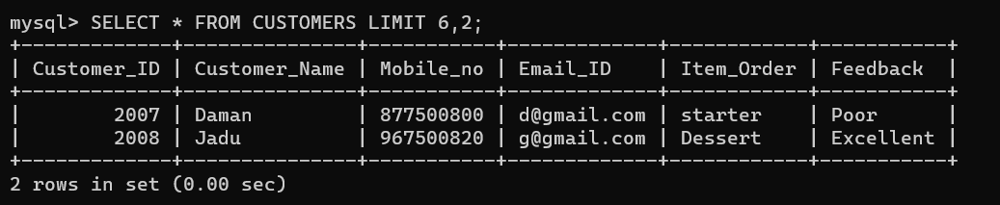 mysql> SELECT * FROM CUSTOMERS LIMIT 6,2;
+-------------+---------------+-----------+-------------+------------+-----------+
| Customer_ID | Customer_Name | Mobile_no | Email_ID    | Item_Order | Feedback  |
+-------------+---------------+-----------+-------------+------------+-----------+
|        2007 | Daman         | 877500800 | d@gmail.com | starter    | Poor      |
|        2008 | Jadu          | 967500820 | g@gmail.com | Dessert    | Excellent |
+-------------+---------------+-----------+-------------+------------+-----------+
2 rows in set (0.00 sec)